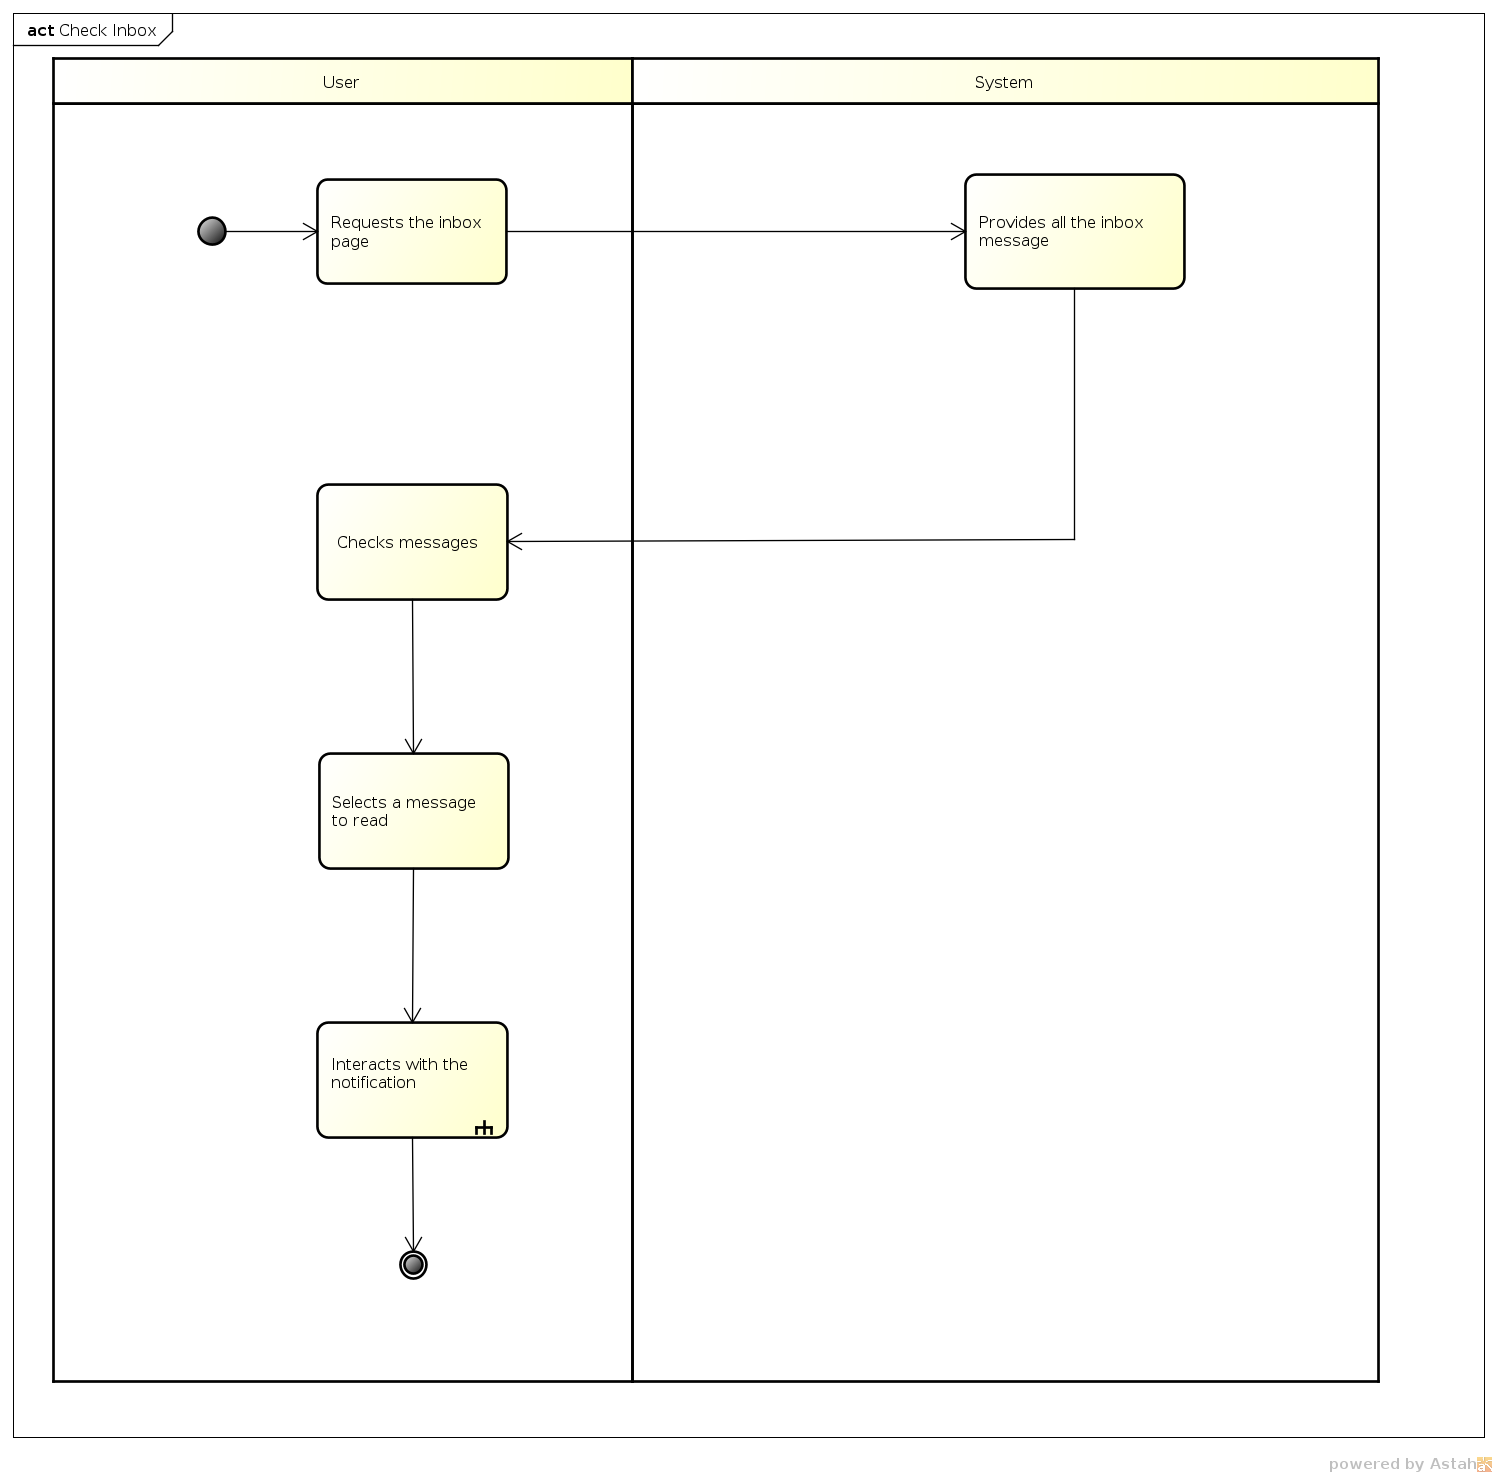 act Check Inbox
User
System
Requests the inbox
page
Provides all the inbox
message
Checks messages
Selects a message
to read
Interacts with the
notification
powered by Astah